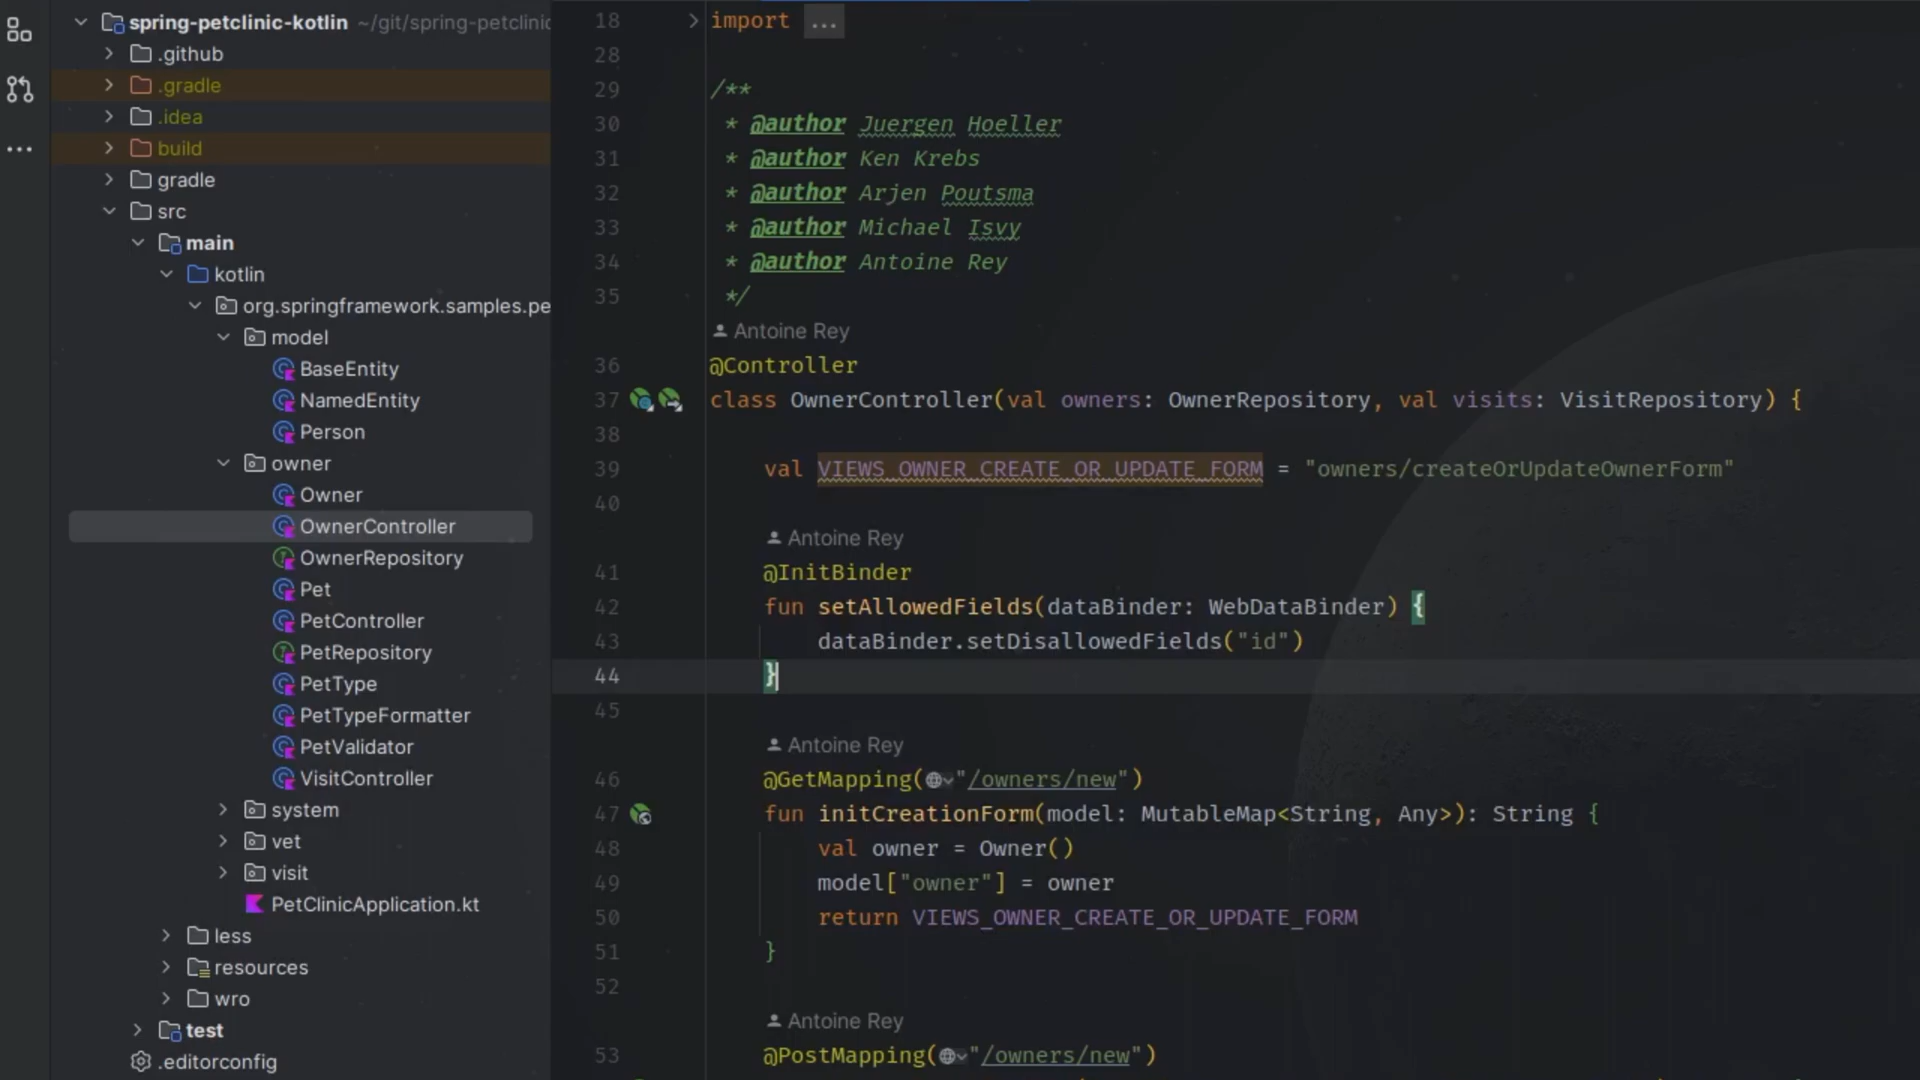 spring-petclinic-kotlin ~/git/spring-petclinic
.github
.gradle
.idea
build
gradle
src
main
kotlin
org.springframework.samples.pe
model
BaseEntity
NamedEntity
Person
owner
Owner
OwnerController
OwnerRepository
Pet
PetController
PetRepository
PetType
PetTypeFormatter
PetValidator
VisitController
system
vet
visit
PetClinicApplication.kt
less
resources
wro
test
.editorconfig
18 import ...
28
29 /**
30 * @author Juergen Hoeller
31 * @author Ken Krebs
32 * @author Arjen Poutsma
33 * @author Michael Isvy
34 * @author Antoine Rey
35 */
Antoine Rey
36 @Controller
37 class OwnerController(val owners: OwnerRepository, val visits: VisitRepository) {
38
39 val VIEWS_OWNER_CREATE_OR_UPDATE_FORM = "owners/createOrUpdateOwnerForm"
40
Antoine Rey
41 @InitBinder
42 fun setAllowedFields(dataBinder: WebDataBinder) {
43 dataBinder.setDisallowedFields("id")
44 }
45
Antoine Rey
46 @GetMapping("/owners/new")
47 fun initCreationForm(model: MutableMap<String, Any>): String {
48 val owner = Owner()
49 model["owner"] = owner
50 return VIEWS_OWNER_CREATE_OR_UPDATE_FORM
51 }
52
Antoine Rey
53 @PostMapping("/owners/new")